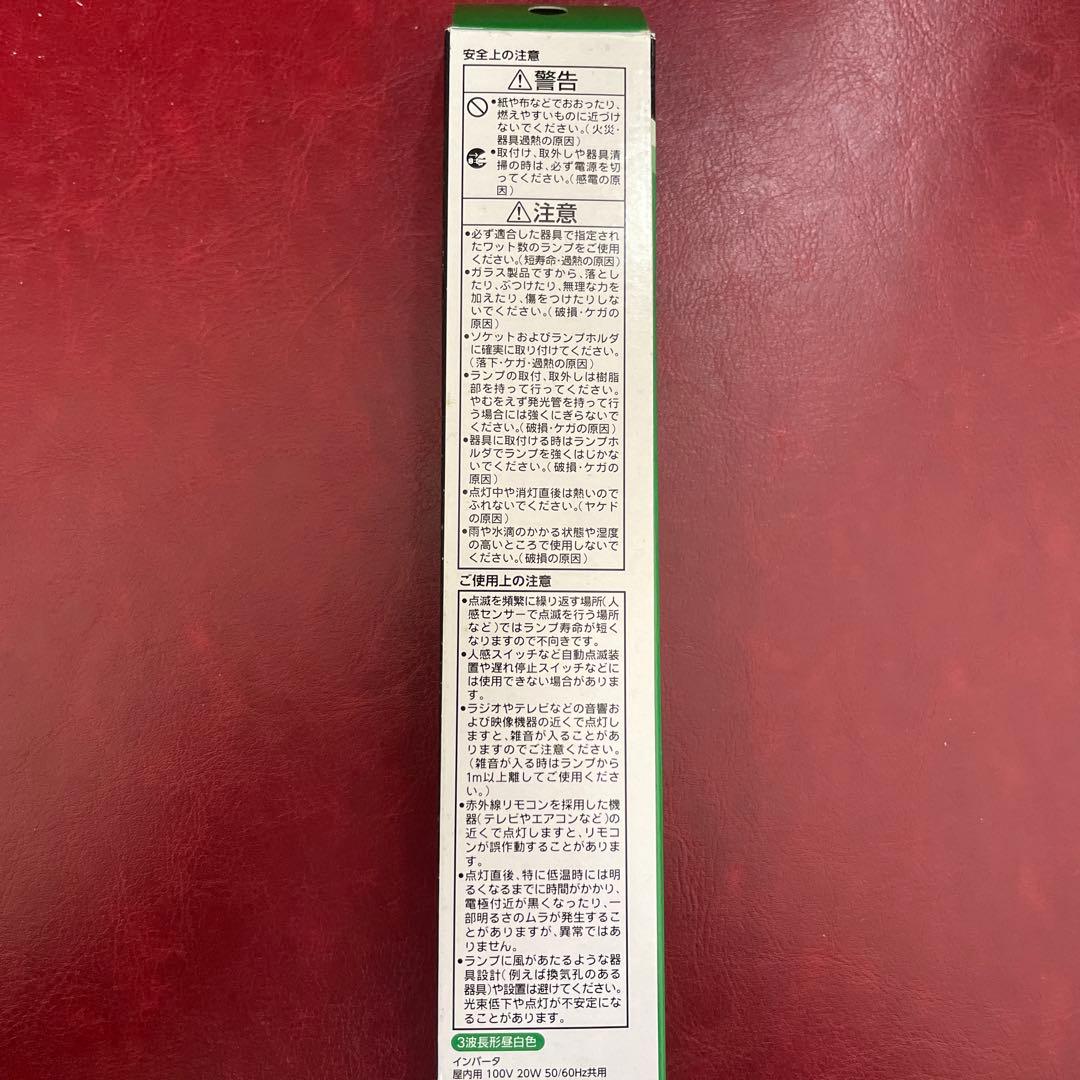 安全上の注意
⚠警告
•紙や布などでおおったり、
燃えやすいものに近づけ
ないでください。(火災・
器具過熱の原因)
•取付け、取外しや器具清
掃の時は、必ず電源を切
ってください。(感電の原
因)
⚠注意
•必ず適合した器具で指定され
たワット数のランプをご使用
ください。(短寿命・過熱の原因)
•ガラス製品ですから、落とし
たり、ぶつけたり、無理な力を
加えたり、傷をつけたりしな
いでください。(破損・ケガの
原因)
•ソケットおよびランプホルダ
に確実に取り付けてください。
(落下・ケガ・過熱の原因)
•ランプの取付、取外しは樹脂
部を持って行ってください。
やむをえず発光管を持って行
う場合には強くにぎらないで
ください。(破損・ケガの原因)
•器具に取付ける時はランプホ
ルダでランプを強くはじかな
いでください。(破損・ケガの
原因)
•点灯中や消灯直後は熱いので
ふれないでください。(ヤケド
の原因)
•雨や水滴のかかる状態や湿度
の高いところで使用しないで
ください。(破損の原因)
ご使用上の注意
•点滅を頻繁に繰り返す場所(人
感センサーで点滅を行う場所
など)ではランプ寿命が短く
なりますので不向きです。
•人感スイッチなど自動点滅装
置や遅れ停止スイッチなどに
は使用できない場合がありま
す。
•ラジオやテレビなどの音響お
よび映像機器の近くで点灯し
ますと、雑音が入ることがあ
りますのでご注意ください。
(雑音が入る時はランプから
1m以上離してご使用くださ
い。)
•赤外線リモコンを採用した機
器(テレビやエアコンなど)の
近くで点灯しますと、リモコ
ンが誤作動することがありま
す。
•点灯直後、特に低温時には明
るくなるまでに時間がかかり、
電極付近が黒くなったり、一
部明るさのムラが発生するこ
とがありますが、異常ではあ
りません。
•ランプに風があたるような器
具設計(例えば換気孔のある
器具)や設置は避けてください。
光束低下や点灯が不安定にな
ることがあります。
3波長形昼白色
インバータ
屋内用 100V 20W 50/60Hz共用